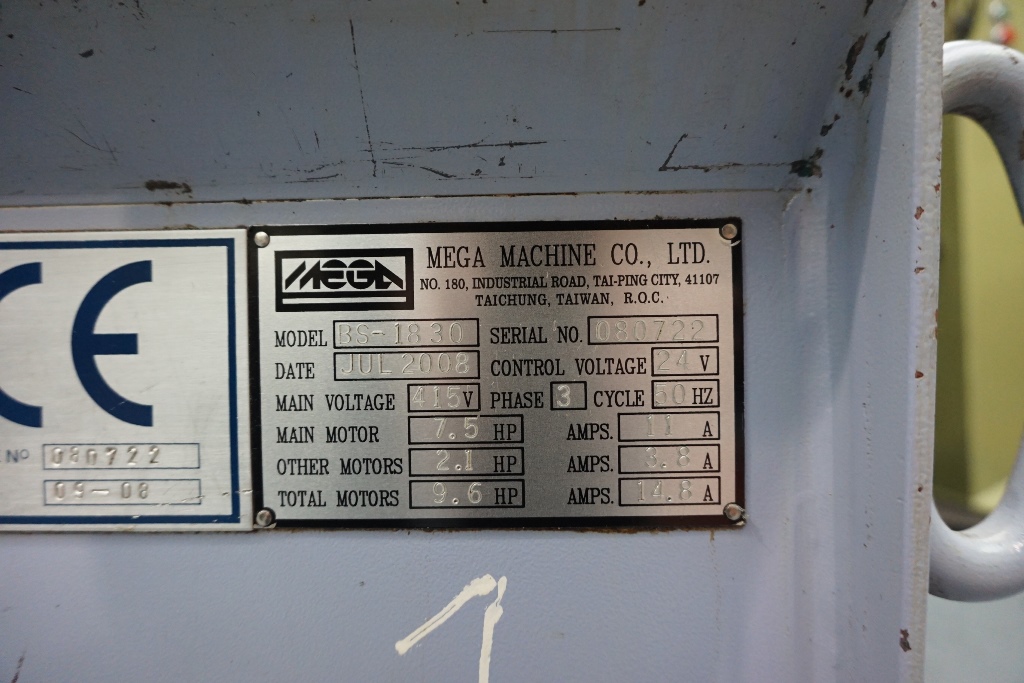 CE
Nº 080722
09-08
MEGA
MEGA MACHINE CO., LTD.
NO. 180, INDUSTRIAL ROAD, TAI-PING CITY, 41107
TAICHUNG, TAIWAN, R.O.C.
MODEL BS-1830 SERIAL NO. 080722
DATE JUL 2008 CONTROL VOLTAGE 24 V
MAIN VOLTAGE 415 V PHASE 3 CYCLE 50 HZ
MAIN MOTOR 7.5 HP AMPS. 11 A
OTHER MOTORS 2.1 HP AMPS. 3.8 A
TOTAL MOTORS 9.6 HP AMPS. 14.8 A
1